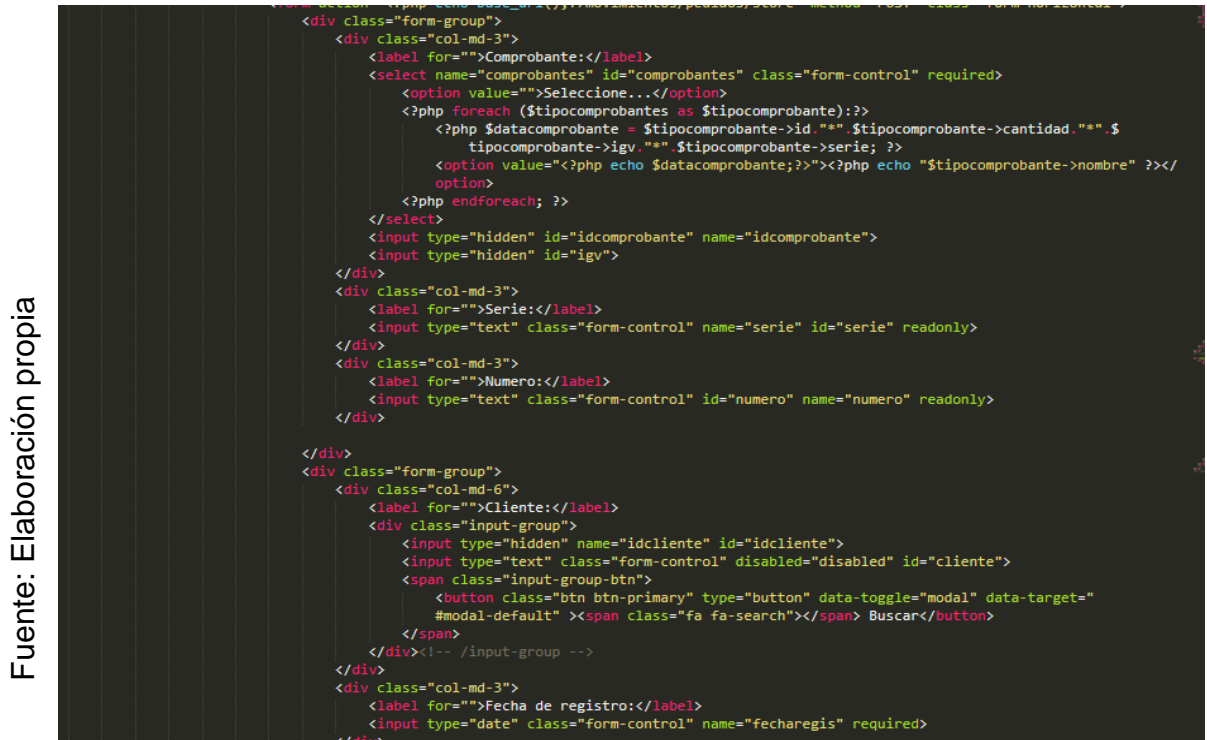 <div class="form-group">
<div class="col-md-3">
<label for="">Comprobante:</label>
<select name="comprobantes" id="comprobantes" class="form-control" required>
<option value="">Seleccione...</option>
<?php foreach ($tipocomprobantes as $tipocomprobante):?>
<?php $datacomprobante = $tipocomprobante->id."*".$tipocomprobante->cantidad."*".$
tipocomprobante->igv."*".$tipocomprobante->serie; ?>
<option value="<?php echo $datacomprobante;?>"><?php echo "$tipocomprobante->nombre" ?></
option>
<?php endforeach; ?>
</select>
<input type="hidden" id="idcomprobante" name="idcomprobante">
<input type="hidden" id="igv">
</div>
<div class="col-md-3">
<label for="">Serie:</label>
<input type="text" class="form-control" name="serie" id="serie" readonly>
</div>
<div class="col-md-3">
<label for="">Numero:</label>
<input type="text" class="form-control" id="numero" name="numero" readonly>
</div>
</div>
<div class="form-group">
<div class="col-md-6">
<label for="">Cliente:</label>
<div class="input-group">
<input type="hidden" name="idcliente" id="idcliente">
<input type="text" class="form-control" disabled="disabled" id="cliente">
<span class="input-group-btn">
<button class="btn btn-primary" type="button" data-toggle="modal" data-target="
#modal-default" ><span class="fa fa-search"></span> Buscar</button>
</span>
</div><!-- /input-group -->
</div>
<div class="col-md-3">
<label for="">Fecha de registro:</label>
<input type="date" class="form-control" name="fecharegis" required>
</div>
Fuente: Elaboración propia